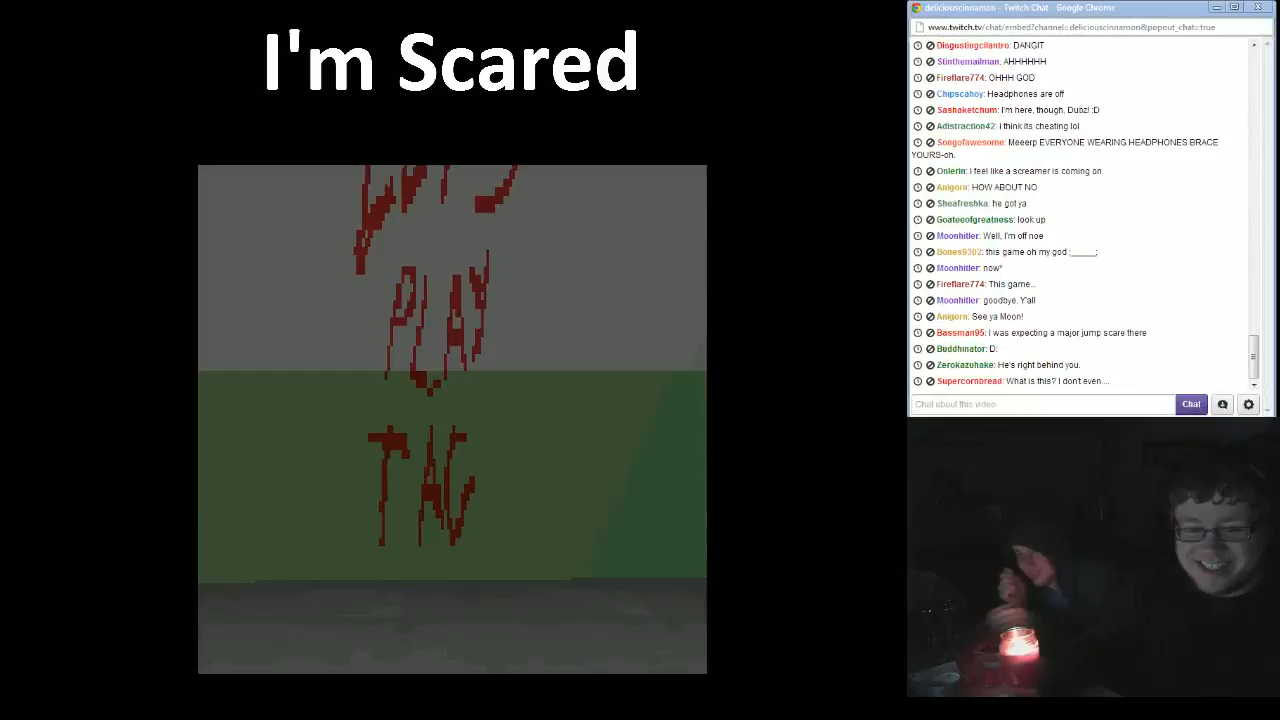 I'm Scared
PLAY
TAG
deliciouscinnamon - Twitch Chat - Google Chrome
www.twitch.tv/chat/embed?channel=deliciouscinnamon&popout_chat=true
Disgustingcilantro: DANGIT
Stinthemailman: AHHHHHH
Fireflare774: OHHH GOD
Chipscahoy: Headphones are off
Sashaketchum: I'm here, though, Dubz! :D
Adistraction42: i think its cheating lol
Songofawesome: Meeerp EVERYONE WEARING HEADPHONES BRACE
YOURS-oh.
Onlerin: I feel like a screamer is coming on.
Anigorn: HOW ABOUT NO
Sheafreshka: he got ya
Goateeofgreatness: look up
Moonhitler: Well, I'm off noe
Bones9302: this game oh my god ;_____;
Moonhitler: now*
Fireflare774: This game...
Moonhitler: goodbye, Y'all
Anigorn: See ya Moon!
Bassman95: I was expecting a major jump scare there
Buddhinator: D:
Zerokazuhake: He's right behind you.
Supercornbread: What is this? I don't even....
Chat about this video
Chat